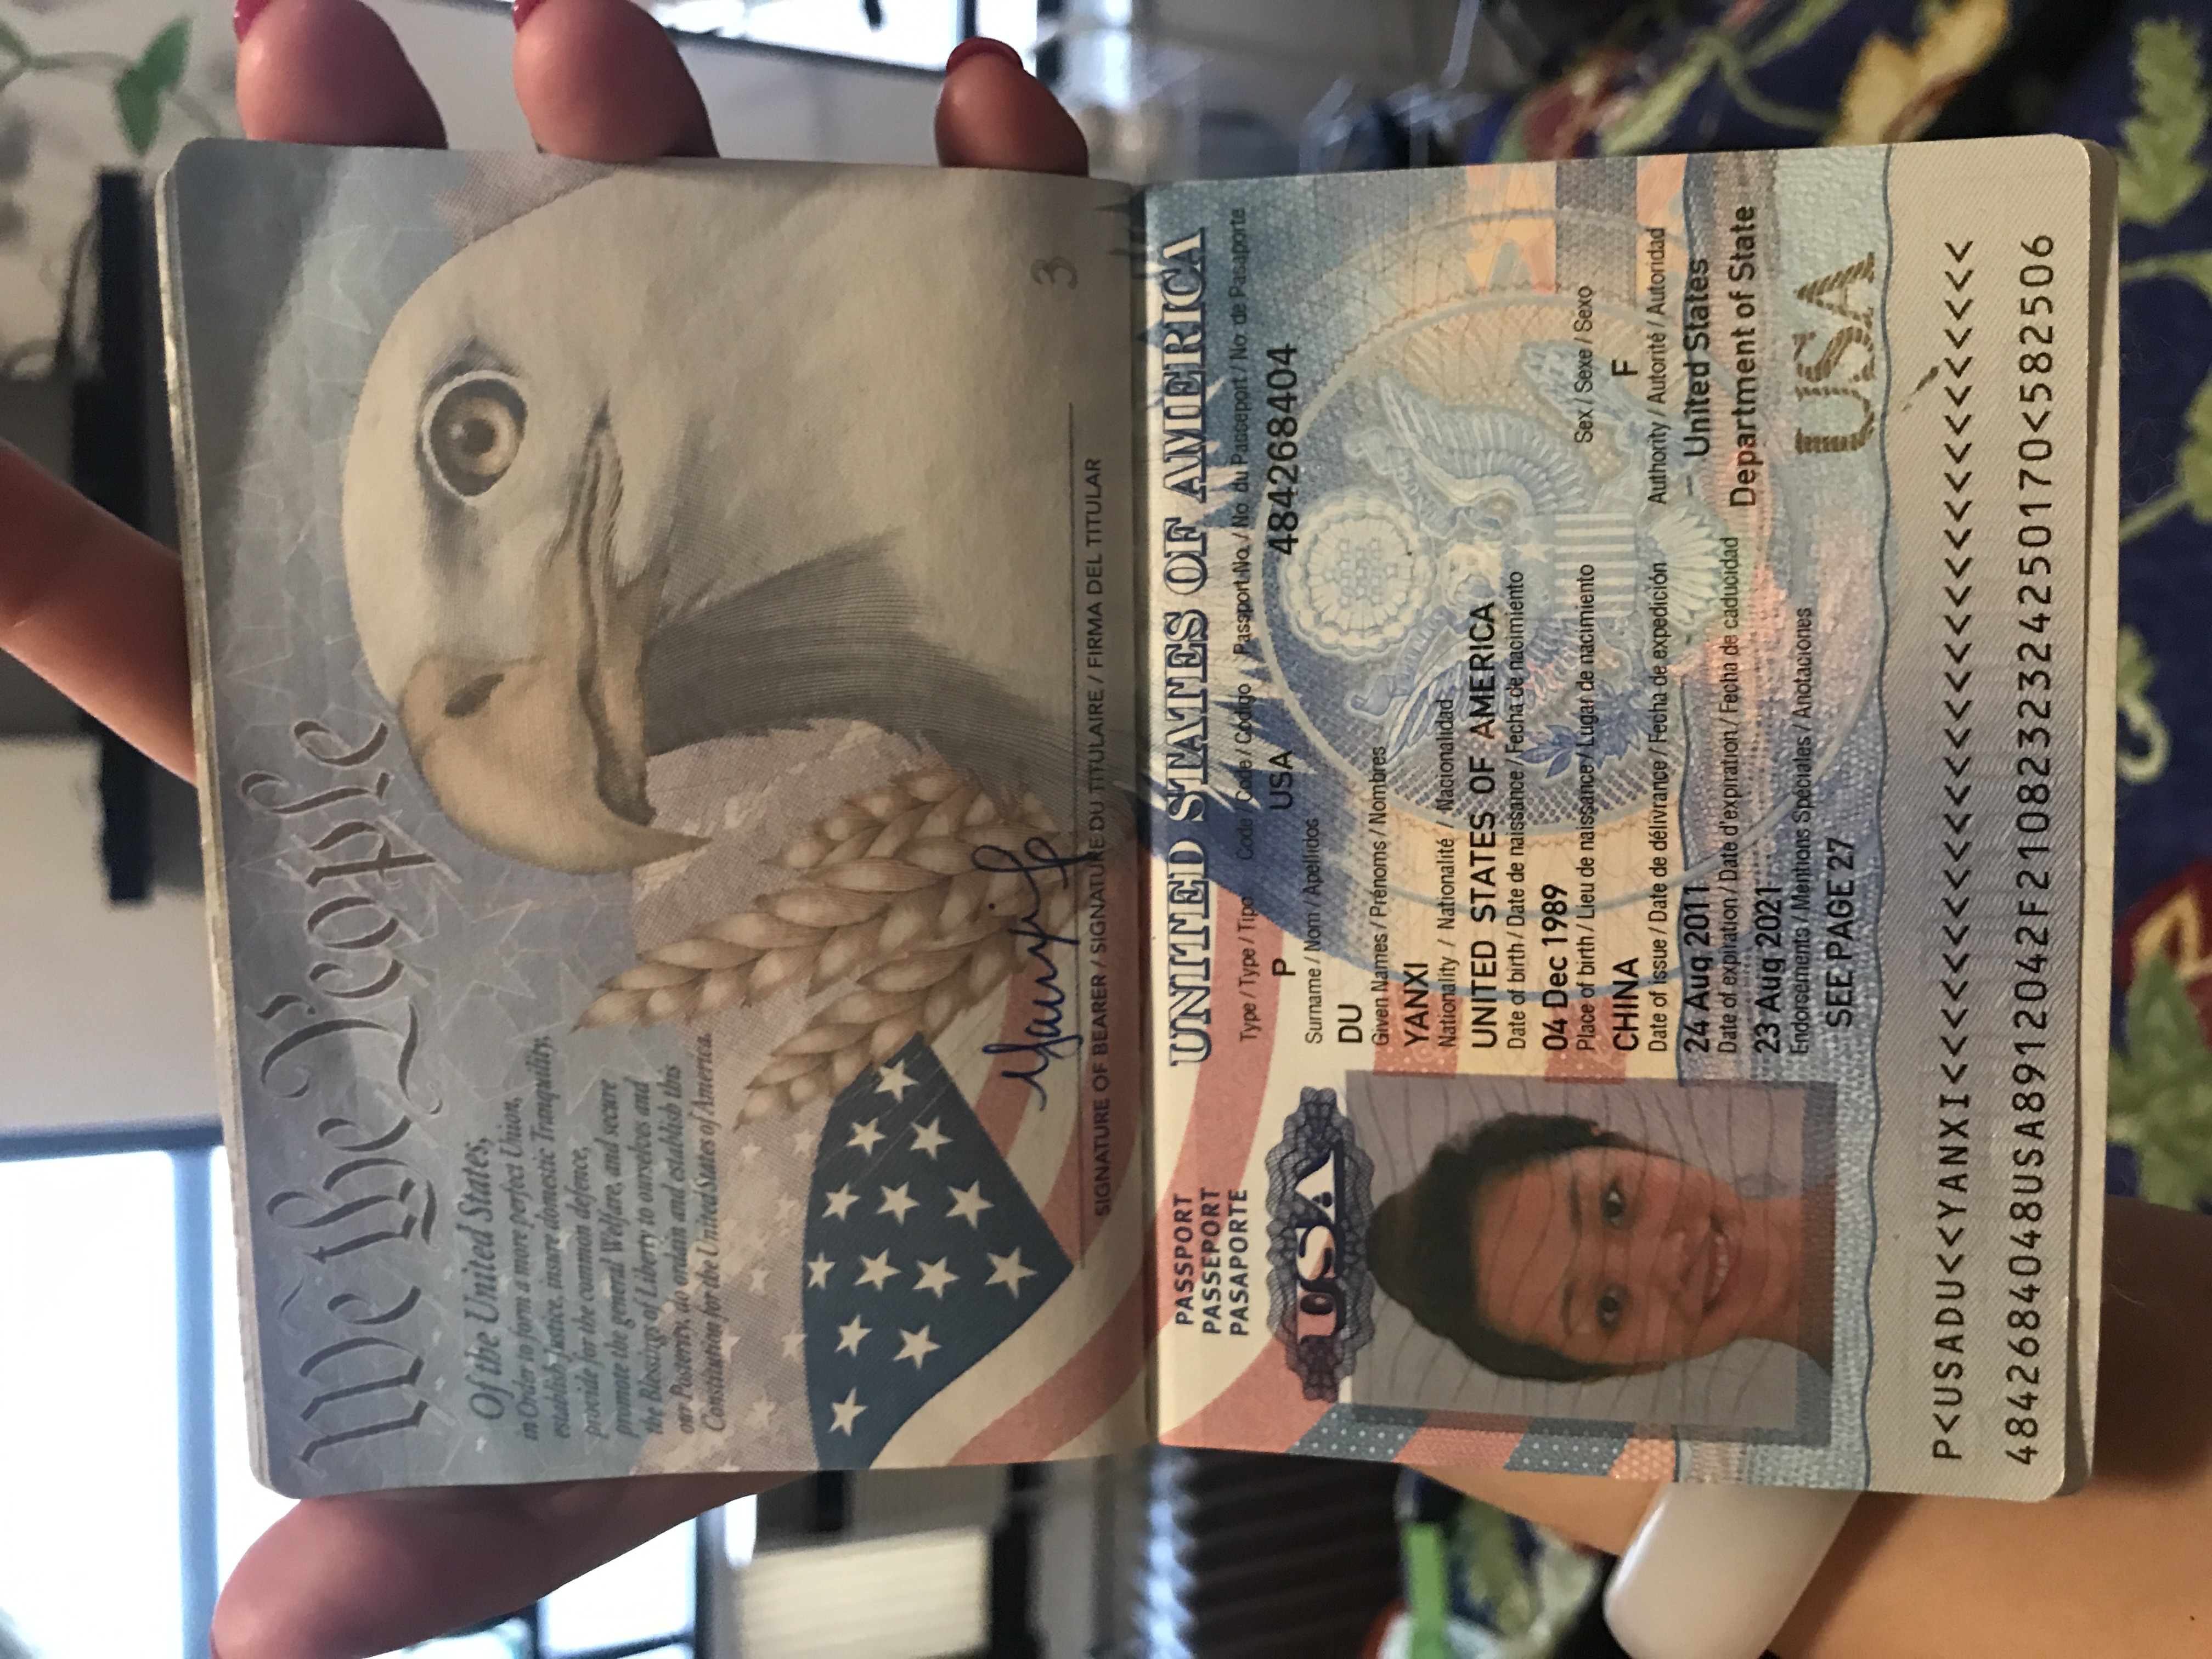 We the People
Of the United States,
in Order to form a more perfect Union,
establish Justice, insure domestic Tranquility,
provide for the common defence,
promote the general Welfare, and secure
the Blessings of Liberty to ourselves and
our Posterity, do ordain and establish this
Constitution for the United States of America.
Yanxi
SIGNATURE OF BEARER / SIGNATURE DU TITULAIRE / FIRMA DEL TITULAR
3
PASSPORT
PASSEPORT
PASAPORTE
USA
UNITED STATES OF AMERICA
Type / Type / Tipo Code / Code / Código Passport No. / No. du Passeport / No. de Pasaporte
P USA 484268404
Surname / Nom / Apellidos
DU
Given Names / Prénoms / Nombres
YANXI
Nationality / Nationalité / Nacionalidad
UNITED STATES OF AMERICA
Date of birth / Date de naissance / Fecha de nacimiento
04 Dec 1989
Place of birth / Lieu de naissance / Lugar de nacimiento Sex / Sexe / Sexo
CHINA F
Date of issue / Date de délivrance / Fecha de expedición Authority / Autorité / Autoridad
24 Aug 2011 United States
Date of expiration / Date d'expiration / Fecha de caducidad Department of State
23 Aug 2021
Endorsements / Mentions Spéciales / Anotaciones
SEE PAGE 27
USA
P<USADU<<YANXI<<<<<<<<<<<<<<<<<<<<<<<<<<<<<<
4842684048USA8912042F2108232324250170<582506